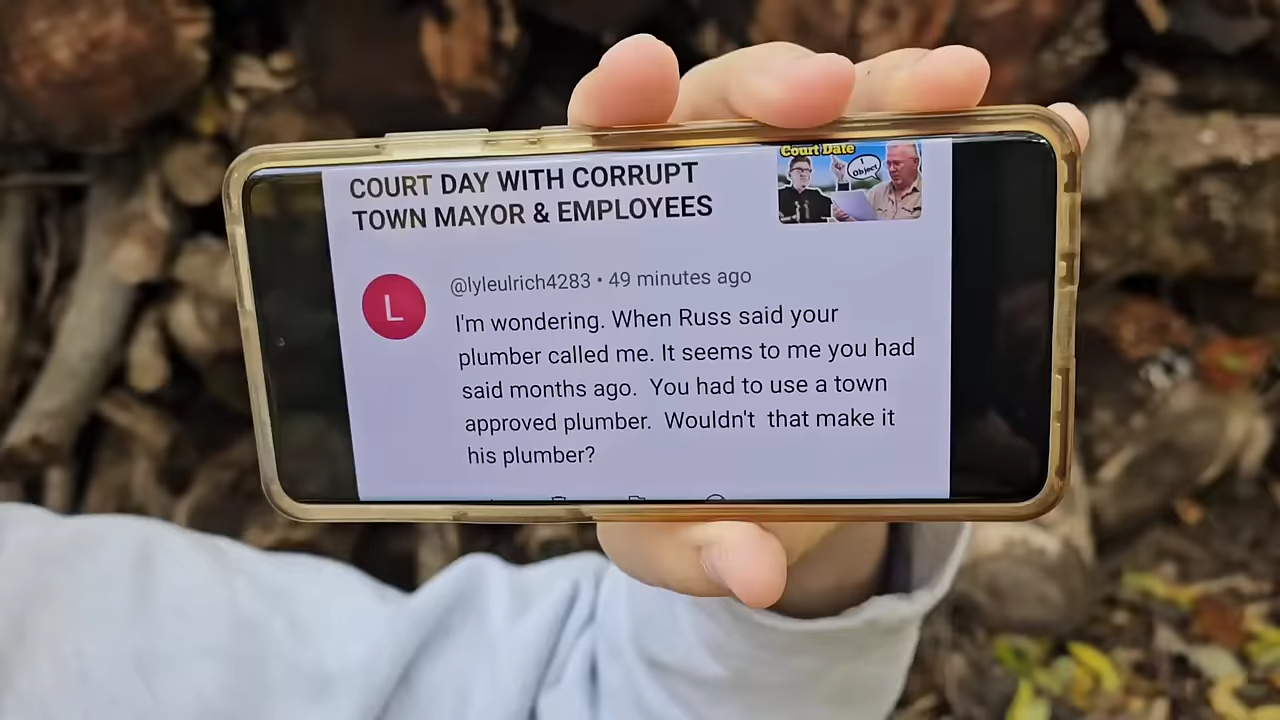 Court Date
I
Object
COURT DAY WITH CORRUPT
TOWN MAYOR & EMPLOYEES
L
@lyleulrich4283 • 49 minutes ago
I'm wondering. When Russ said your
plumber called me. It seems to me you had
said months ago.  You had to use a town
approved plumber.  Wouldn't  that make it
his plumber?